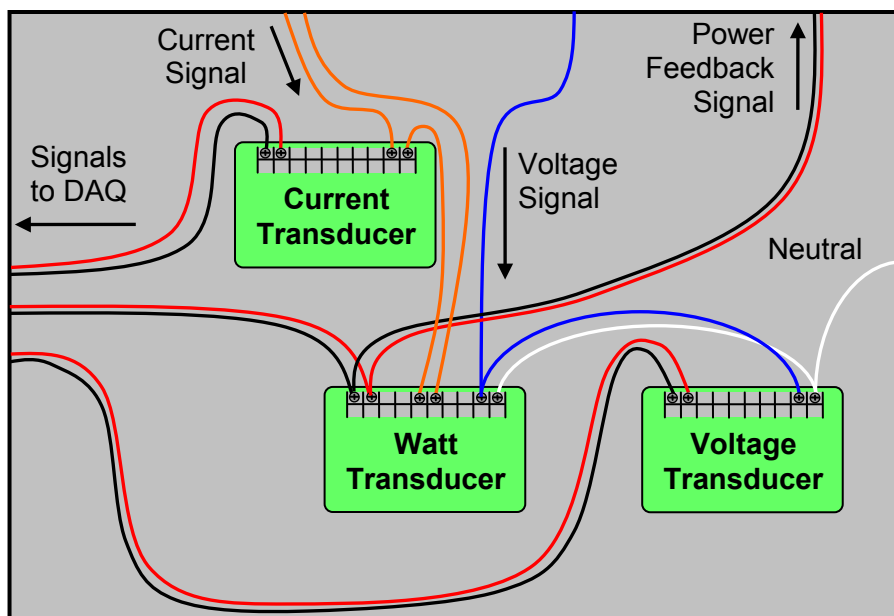 Current
Signal
Power
Feedback
Signal
Signals
to DAQ
Voltage
Signal
Current
Transducer
Neutral
Watt
Transducer
Voltage
Transducer